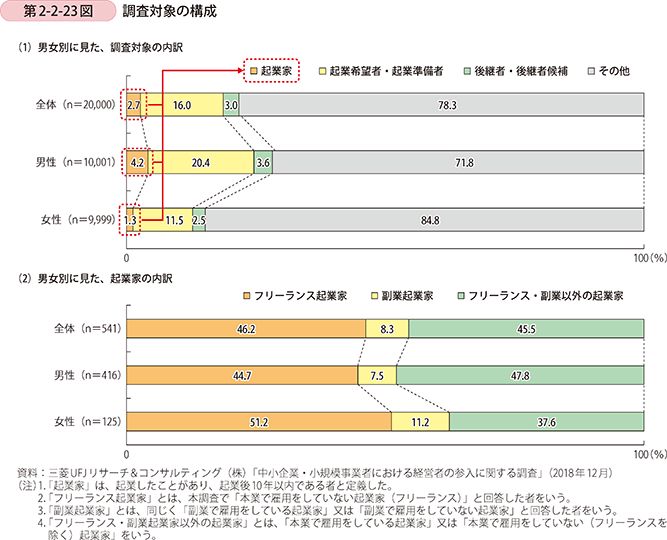 第2-2-23図 調査対象の構成
(1)男女別に見た、調査対象の内訳
起業家 起業希望者・起業準備者 後継者・後継者候補 その他
全体(n=20,000) 2.7 16.0 3.0 78.3
男性(n=10,001) 4.2 20.4 3.6 71.8
女性(n=9,999) 1.3 11.5 2.5 84.8
0 100(%)
(2)男女別に見た、起業家の内訳
フリーランス起業家 副業起業家 フリーランス・副業以外の起業家
全体(n=541) 46.2 8.3 45.5
男性(n=416) 44.7 7.5 47.8
女性(n=125) 51.2 11.2 37.6
0 100(%)
資料:三菱UFJリサーチ&コンサルティング(株)「中小企業・小規模事業者における経営者の参入に関する調査」(2018年12月)
(注)1.「起業家」は、起業したことがあり、起業後10年以内である者と定義した。
2.「フリーランス起業家」とは、本調査で「本業で雇用をしていない起業家(フリーランス)」と回答した者をいう。
3.「副業起業家」とは、同じく「副業で雇用をしている起業家」又は「副業で雇用をしていない起業家」と回答した者をいう。
4.「フリーランス・副業起業家以外の起業家」とは、「本業で雇用をしている起業家」又は「本業で雇用をしていない(フリーランスを
除く)起業家」をいう。